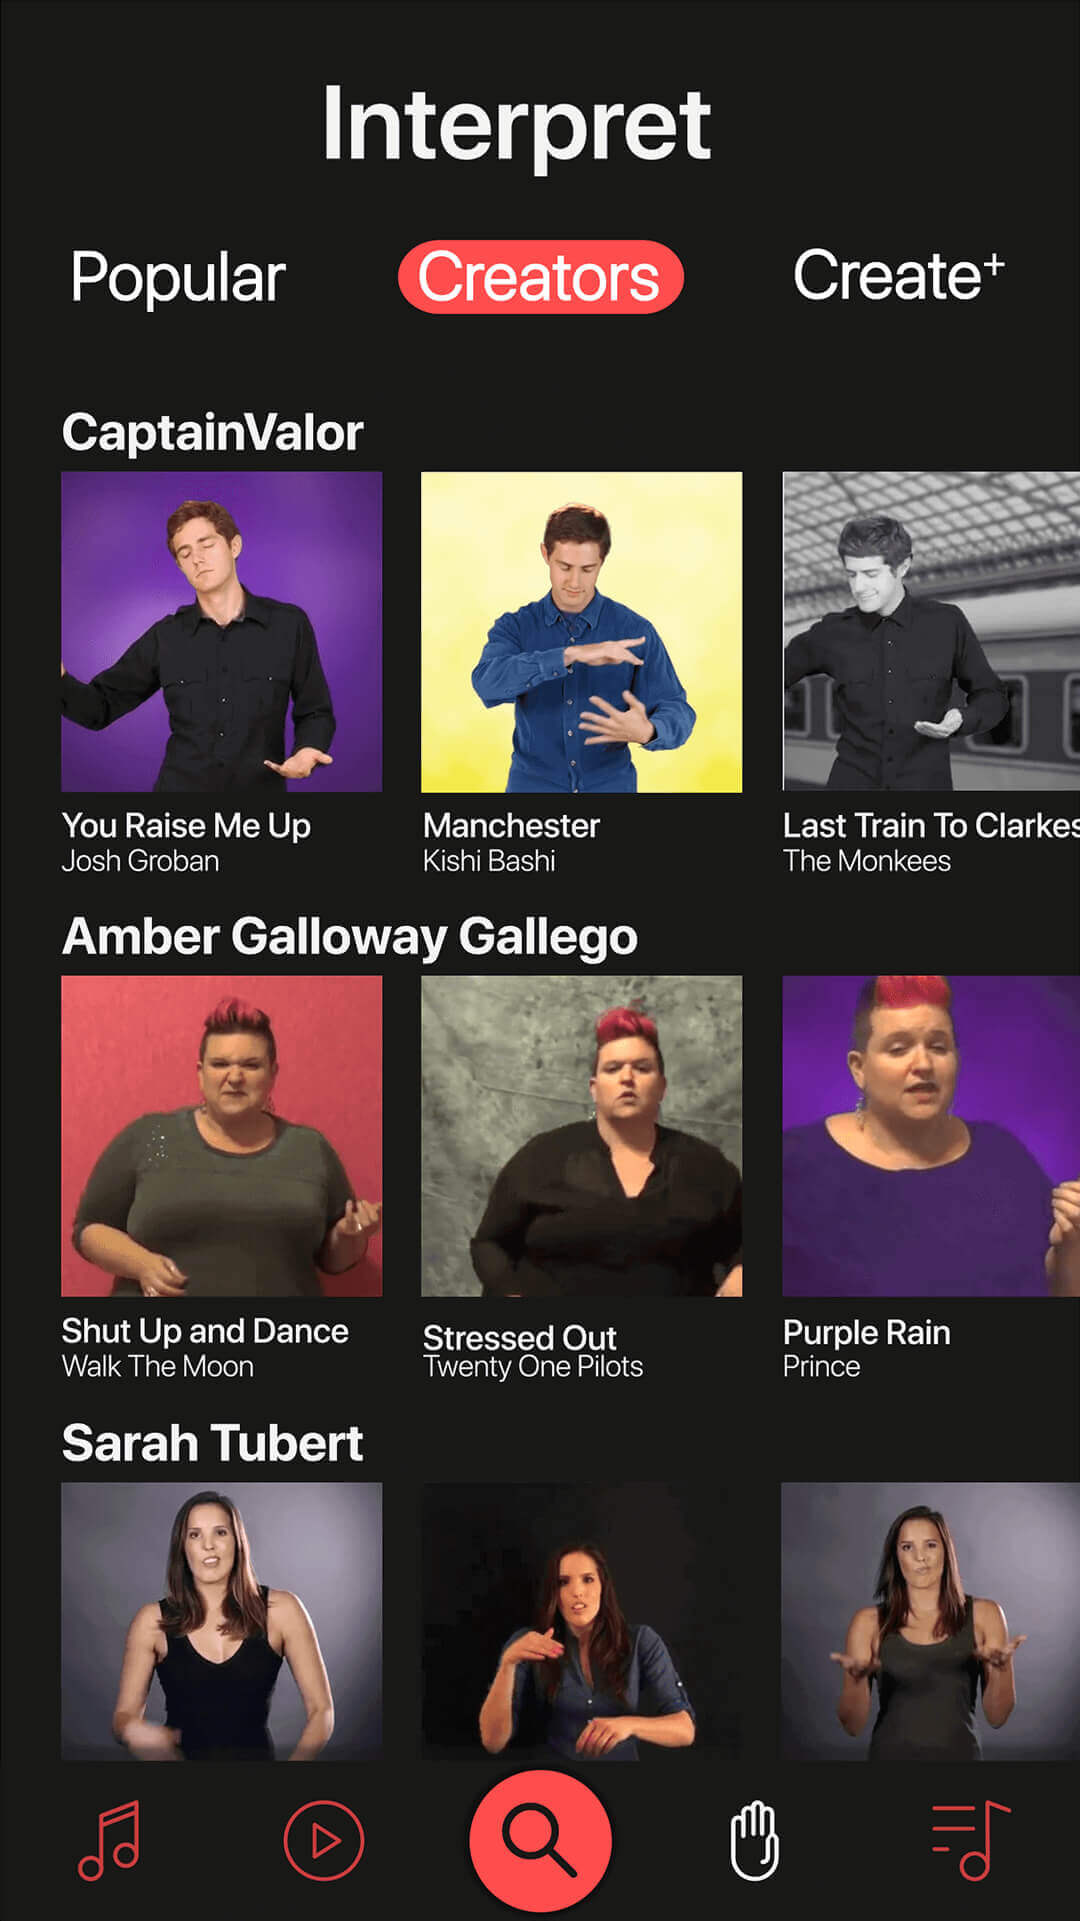 Interpret
Popular Creators Create+
CaptainValor
You Raise Me Up Manchester Last Train To Clarkes
Josh Groban Kishi Bashi The Monkees
Amber Galloway Gallego
Shut Up and Dance Stressed Out Purple Rain
Walk The Moon Twenty One Pilots Prince
Sarah Tubert